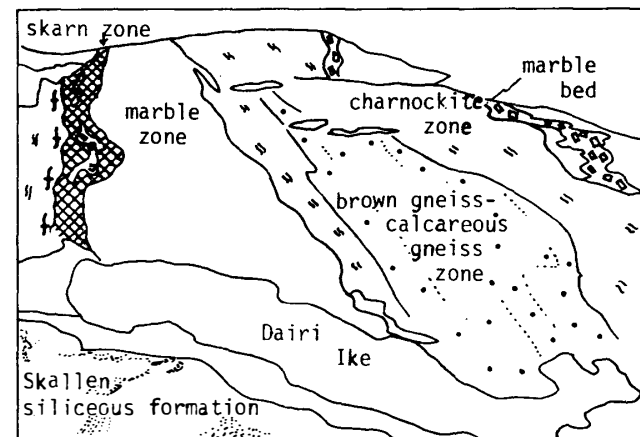 skarn zone
marble
zone
charnockite
zone
marble
bed
brown gneiss-
calcareous
gneiss
zone
Dairi
Ike
Skallen
siliceous formation